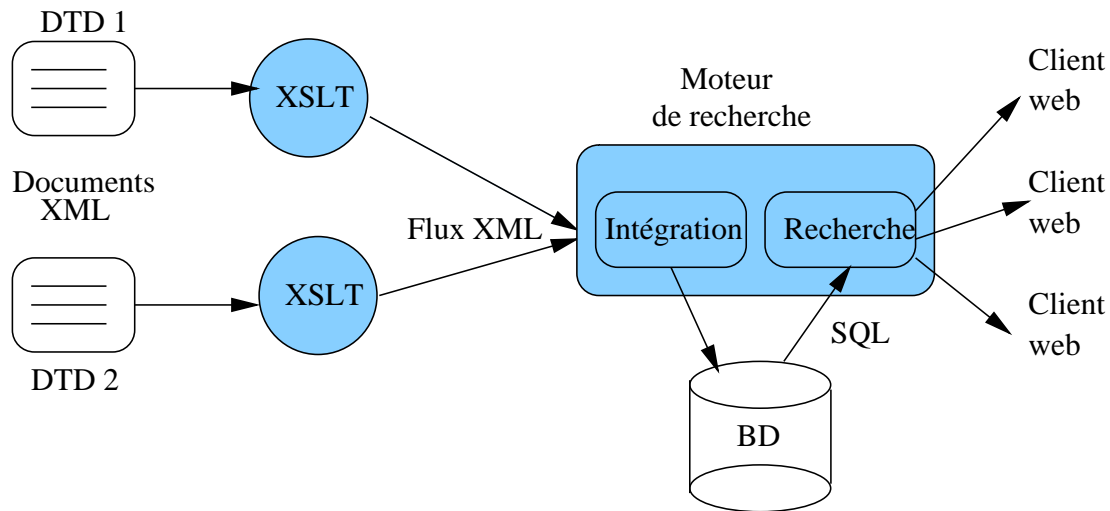 DTD 1
XSLT
Documents
XML
DTD 2
XSLT
Flux XML
Moteur
de recherche
Intégration
Recherche
SQL
BD
Client
web
Client
web
Client
web